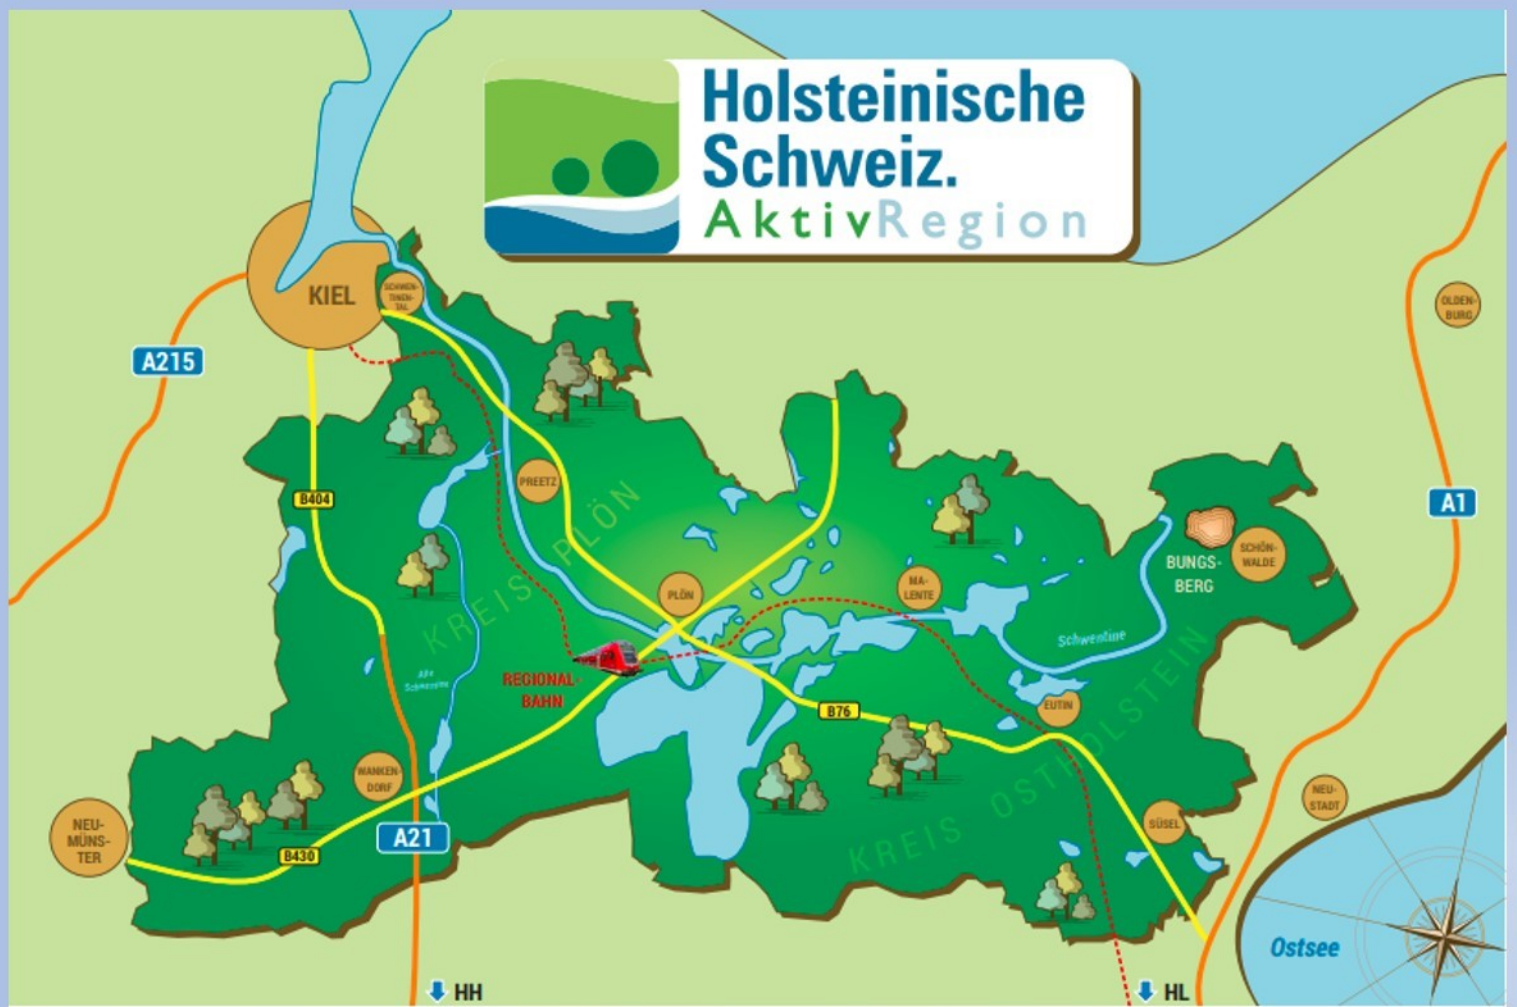 Holsteinische
Schweiz.
AktivRegion
KIEL
SCHWEN-
TINEN-
TAL
A215
OLDEN-
BURG
B404
PREETZ
A1
KREIS PLÖN
BUNGS-
BERG
SCHÖN-
WALDE
PLÖN
MA-
LENTE
Schwentine
Alte
Schwentine
REGIONAL-
BAHN
B76
EUTIN
KREIS OSTHOLSTEIN
WANKEN-
DORF
NEU-
MÜNS-
TER
A21
B430
SÜSEL
NEU-
STADT
Ostsee
HH
HL